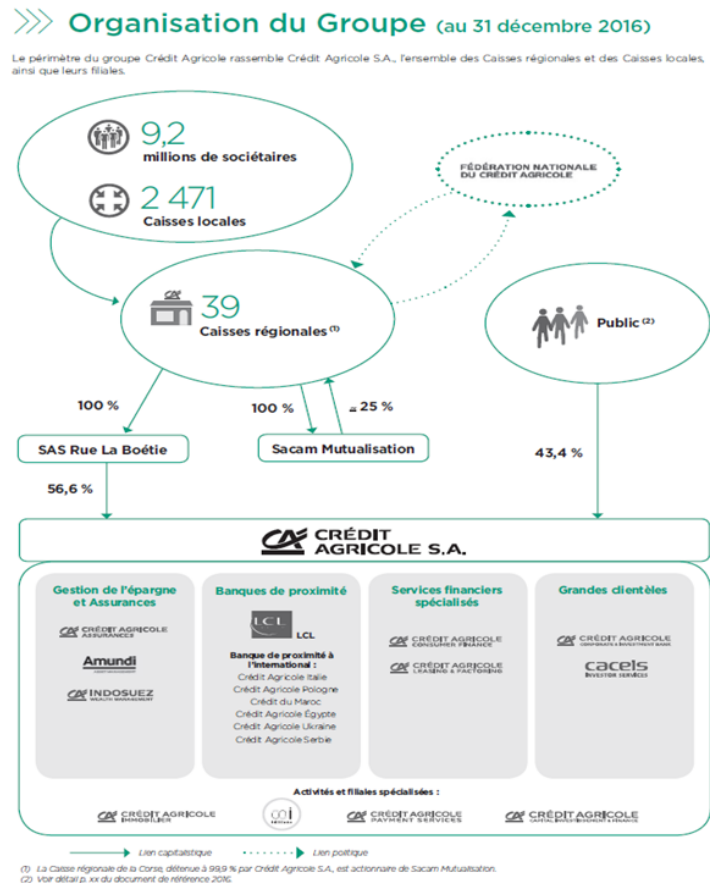 Organisation du Groupe (au 31 décembre 2016)
Le périmètre du groupe Crédit Agricole rassemble Crédit Agricole S.A., l'ensemble des Caisses régionales et des Caisses locales,
ainsi que leurs filiales.
9,2
millions de sociétaires
2 471
Caisses locales
FÉDÉRATION NATIONALE
DU CRÉDIT AGRICOLE
39
Caisses régionales (1)
Public (2)
100 %
100 %
≃ 25 %
SAS Rue La Boétie
Sacam Mutualisation
43,4 %
56,6 %
CRÉDIT
AGRICOLE S.A.
Gestion de l'épargne
et Assurances
CRÉDIT AGRICOLE
ASSURANCES
Amundi
ASSET MANAGEMENT
INDOSUEZ
WEALTH MANAGEMENT
Banques de proximité
LCL
LCL
Banque de proximité à
l'international :
Crédit Agricole Italie
Crédit Agricole Pologne
Crédit du Maroc
Crédit Agricole Égypte
Crédit Agricole Ukraine
Crédit Agricole Serbie
Services financiers
spécialisés
CRÉDIT AGRICOLE
CONSUMER FINANCE
CRÉDIT AGRICOLE
LEASING & FACTORING
Grandes clientèles
CRÉDIT AGRICOLE
CORPORATE & INVESTMENT BANK
caceis
INVESTOR SERVICES
Activités et filiales spécialisées :
CRÉDIT AGRICOLE
IMMOBILIER
CRÉDIT AGRICOLE
PAYMENT SERVICES
CRÉDIT AGRICOLE
CAPITAL INVESTISSEMENT & FINANCE
Lien capitalistique
Lien politique
(1) La Caisse régionale de la Corse, détenue à 99,9 % par Crédit Agricole S.A., est actionnaire de Sacam Mutualisation.
(2) Voir détail p. xx du document de référence 2016.